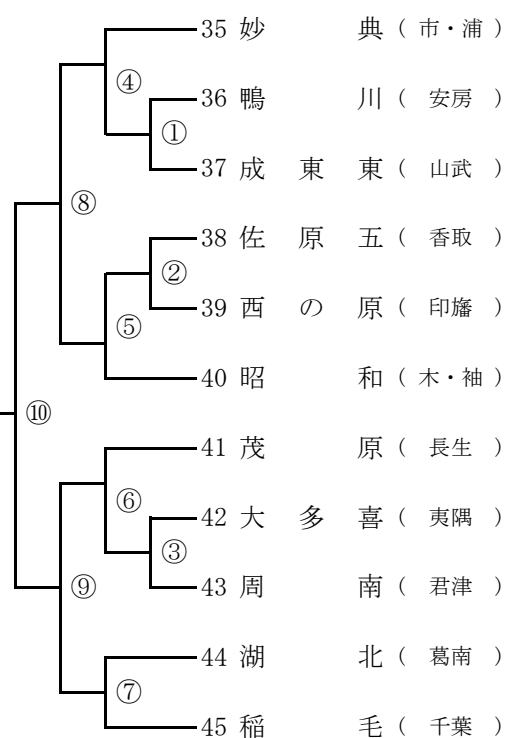 35 妙典（市・浦）
④
36 鴨川（安房）
①
37 成東東（山武）
⑧
38 佐原五（香取）
②
39 西の原（印旛）
⑤
40 昭和（木・袖）
⑩
41 茂原（長生）
⑥
42 大多喜（夷隅）
③
43 周南（君津）
⑨
44 湖北（葛南）
⑦
45 稲毛（千葉）